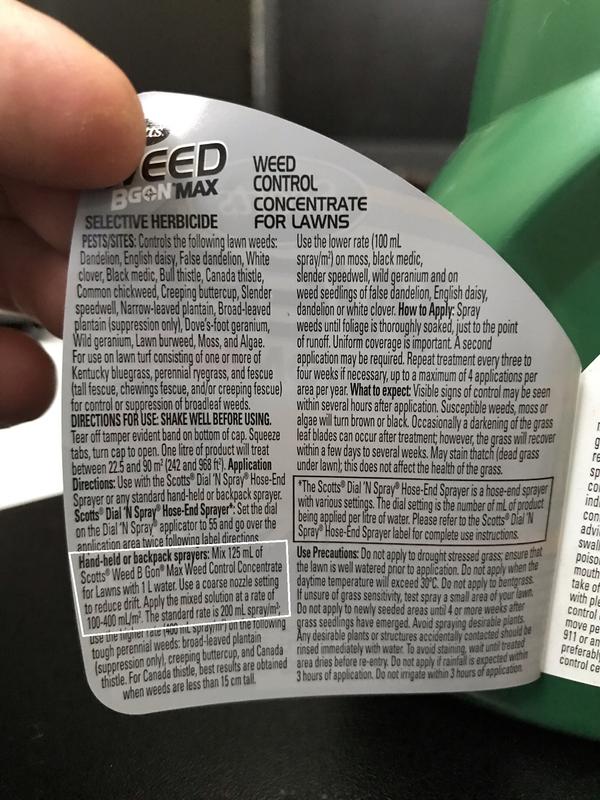 WEED
BGON MAX
SELECTIVE HERBICIDE
WEED
CONTROL
CONCENTRATE
FOR LAWNS
PESTS/SITES: Controls the following lawn weeds:
Dandelion, English daisy, False dandelion, White
clover, Black medic, Bull thistle, Canada thistle,
Common chickweed, Creeping buttercup, Slender
speedwell, Narrow-leaved plantain, Broad-leaved
plantain (suppression only), Dove's-foot geranium,
Wild geranium, Lawn burweed, Moss, and Algae.
For use on lawn turf consisting of one or more of
Kentucky bluegrass, perennial ryegrass, and fescue
(tall fescue, chewings fescue, and/or creeping fescue)
for control or suppression of broadleaf weeds.
DIRECTIONS FOR USE: SHAKE WELL BEFORE USING.
Tear off tamper evident band on bottom of cap. Squeeze
tabs, turn cap to open. One litre of product will treat
between 22.5 and 90 m² (242 and 968 ft²). Application
Directions: Use with the Scotts® Dial 'N Spray® Hose-End
Sprayer or any standard hand-held or backpack sprayer.
Scotts® Dial 'N Spray® Hose-End Sprayer*: Set the dial
on the Dial 'N Spray® applicator to 55 and go over the
application area twice following label directions.
Hand-held or backpack sprayers: Mix 125 mL of
Scotts® Weed B Gon® Max Weed Control Concentrate
for Lawns with 1 L water. Use a coarse nozzle setting
to reduce drift. Apply the mixed solution at a rate of
100-400 mL/m². The standard rate is 200 mL spray/m²;
use the higher rate (400 mL spray/m²) on the following
tough perennial weeds: broad-leaved plantain
(suppression only), creeping buttercup, and Canada
thistle. For Canada thistle, best results are obtained
when weeds are less than 15 cm tall.
Use the lower rate (100 mL
spray/m²) on moss, black medic,
slender speedwell, wild geranium and on
weed seedlings of false dandelion, English daisy,
dandelion or white clover. How to Apply: Spray
weeds until foliage is thoroughly soaked, just to the point
of runoff. Uniform coverage is important. A second
application may be required. Repeat treatment every three to
four weeks if necessary, up to a maximum of 4 applications per
area per year. What to expect: Visible signs of control may be seen
within several hours after application. Susceptible weeds, moss or
algae will turn brown or black. Occasionally a darkening of the grass
leaf blades can occur after treatment; however, the grass will recover
within a few days to several weeks. May stain thatch (dead grass
under lawn); this does not affect the health of the grass.
*The Scotts® Dial 'N Spray® Hose-End Sprayer is a hose-end sprayer
with various settings. The dial setting is the number of mL of product
being applied per litre of water. Please refer to the Scotts® Dial 'N
Spray® Hose-End Sprayer label for complete use instructions.
Use Precautions: Do not apply to drought stressed grass; ensure that
the lawn is well watered prior to application. Do not apply when the
daytime temperature will exceed 30ºC. Do not apply to bentgrass.
If unsure of grass sensitivity, test spray a small area of your lawn.
Do not apply to newly seeded areas until 4 or more weeks after
grass seedlings have emerged. Avoid spraying desirable plants.
Any desirable plants or structures accidentally contacted should be
rinsed immediately with water. To avoid staining, wait until treated
area dries before re-entry. Do not apply if rainfall is expected within
3 hours of application. Do not irrigate within 3 hours of application.
911 or an
preferably
control ce